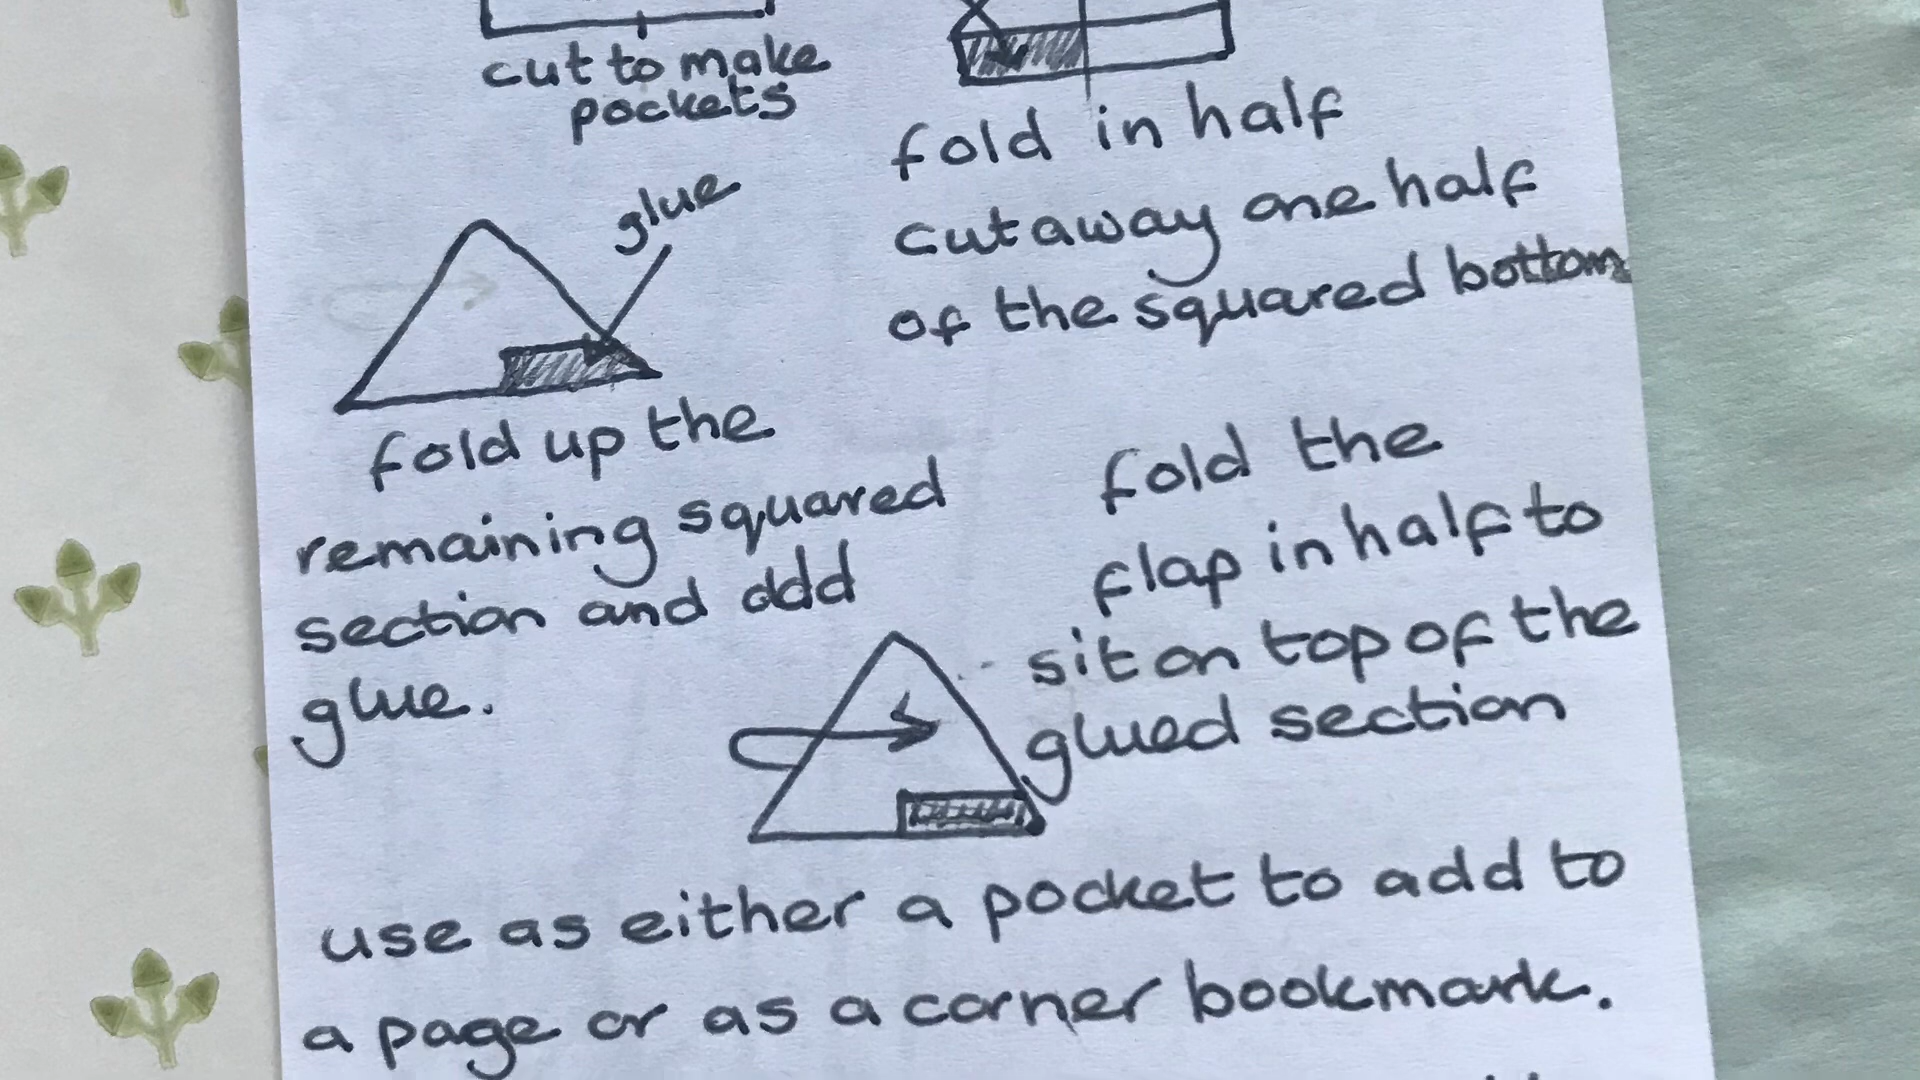 cut to make
pockets
fold in half
cut away one half
of the squared bottom
glue
fold up the
remaining squared
section and ddd
glue.
fold the
flap in half to
sit on top of the
glued section
use as either a pocket to add to
a page or as a corner bookmark.